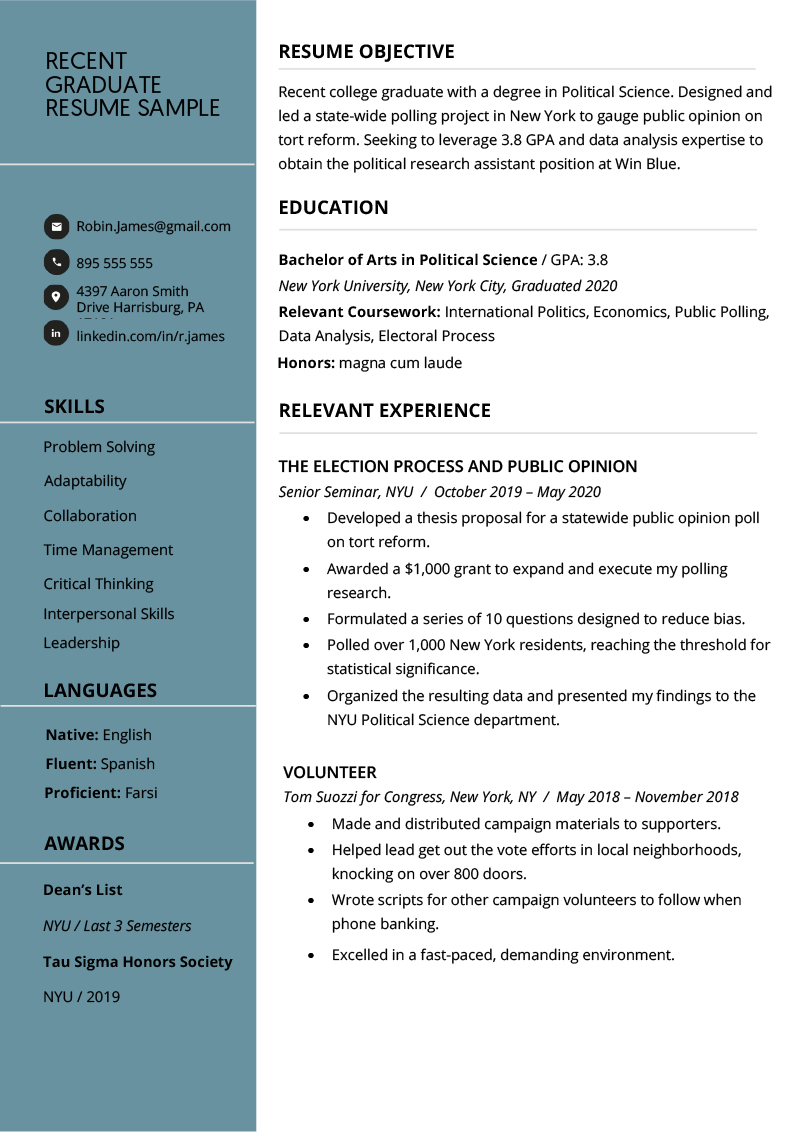 RECENT
GRADUATE
RESUME SAMPLE
Robin.James@gmail.com
895 555 555
4397 Aaron Smith
Drive Harrisburg, PA
linkedin.com/in/r.james
SKILLS
Problem Solving
Adaptability
Collaboration
Time Management
Critical Thinking
Interpersonal Skills
Leadership
LANGUAGES
Native: English
Fluent: Spanish
Proficient: Farsi
AWARDS
Dean’s List
NYU / Last 3 Semesters
Tau Sigma Honors Society
NYU / 2019
RESUME OBJECTIVE
Recent college graduate with a degree in Political Science. Designed and
led a state-wide polling project in New York to gauge public opinion on
tort reform. Seeking to leverage 3.8 GPA and data analysis expertise to
obtain the political research assistant position at Win Blue.
EDUCATION
Bachelor of Arts in Political Science / GPA: 3.8
New York University, New York City, Graduated 2020
Relevant Coursework: International Politics, Economics, Public Polling,
Data Analysis, Electoral Process
Honors: magna cum laude
RELEVANT EXPERIENCE
THE ELECTION PROCESS AND PUBLIC OPINION
Senior Seminar, NYU / October 2019 – May 2020
• Developed a thesis proposal for a statewide public opinion poll
on tort reform.
• Awarded a $1,000 grant to expand and execute my polling
research.
• Formulated a series of 10 questions designed to reduce bias.
• Polled over 1,000 New York residents, reaching the threshold for
statistical significance.
• Organized the resulting data and presented my findings to the
NYU Political Science department.
VOLUNTEER
Tom Suozzi for Congress, New York, NY / May 2018 – November 2018
• Made and distributed campaign materials to supporters.
• Helped lead get out the vote efforts in local neighborhoods,
knocking on over 800 doors.
• Wrote scripts for other campaign volunteers to follow when
phone banking.
• Excelled in a fast-paced, demanding environment.